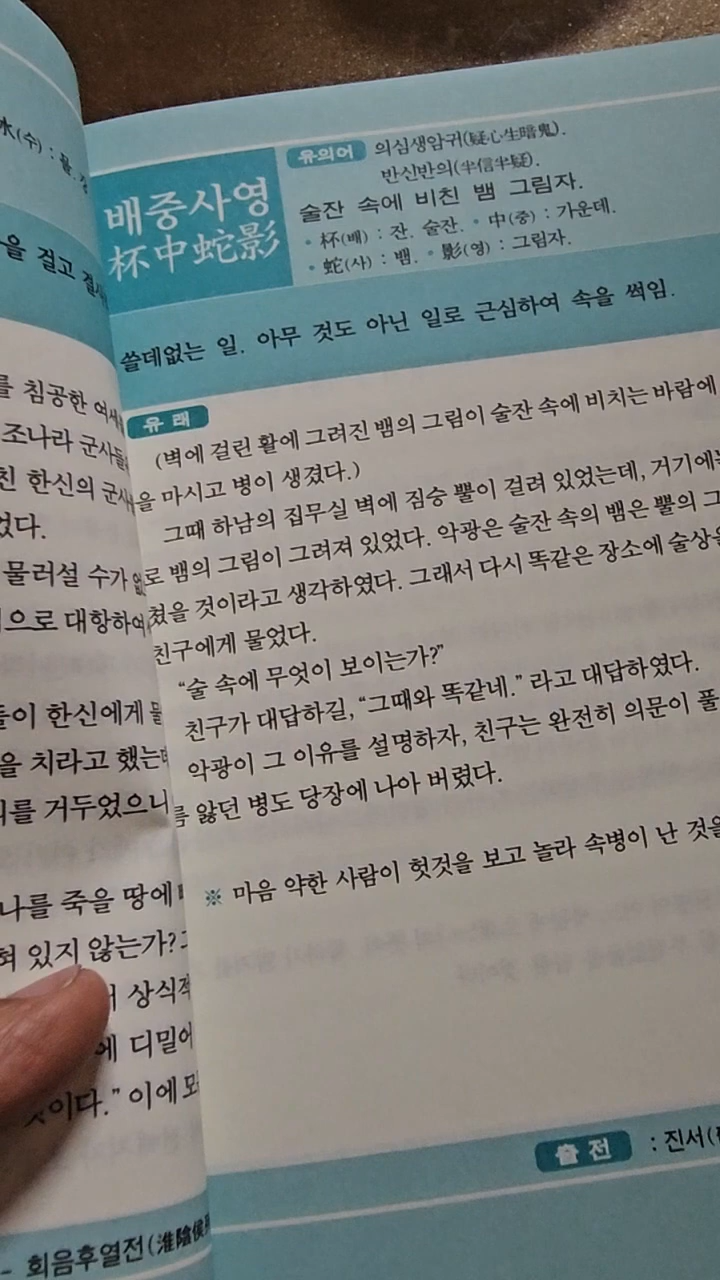 水(수) : 물.
을 걸고
를 침공한 여세
조나라 군사들
친 한신의 군사
었다.
물러설 수가 없
으로 대항하여
들이 한신에게 물
을 치라고 했는데
리를 거두었으니
나를 죽을 땅에
혀 있지 않는가?
상식적
에 디밀어
것이다.” 이에 모
- 회음후열전(淮陰侯
배중사영
杯中蛇影
유의어 의심생암귀(疑心生暗鬼).
반신반의(半信半疑).
술잔 속에 비친 뱀 그림자.
• 杯(배) : 잔. 술잔. • 中(중) : 가운데.
• 蛇(사) : 뱀. • 影(영) : 그림자.
쓸데없는 일. 아무 것도 아닌 일로 근심하여 속을 썩임.
유 래
(벽에 걸린 활에 그려진 뱀의 그림이 술잔 속에 비치는 바람에
을 마시고 병이 생겼다.)
그때 하남의 집무실 벽에 짐승 뿔이 걸려 있었는데, 거기에는
로 뱀의 그림이 그려져 있었다. 악광은 술잔 속의 뱀은 뿔의 그
쳤을 것이라고 생각하였다. 그래서 다시 똑같은 장소에 술상을
친구에게 물었다.
“술 속에 무엇이 보이는가?”
친구가 대답하길, “그때와 똑같네.” 라고 대답하였다.
악광이 그 이유를 설명하자, 친구는 완전히 의문이 풀
름 앓던 병도 당장에 나아 버렸다.
※ 마음 약한 사람이 헛것을 보고 놀라 속병이 난 것을
출 전 : 진서(